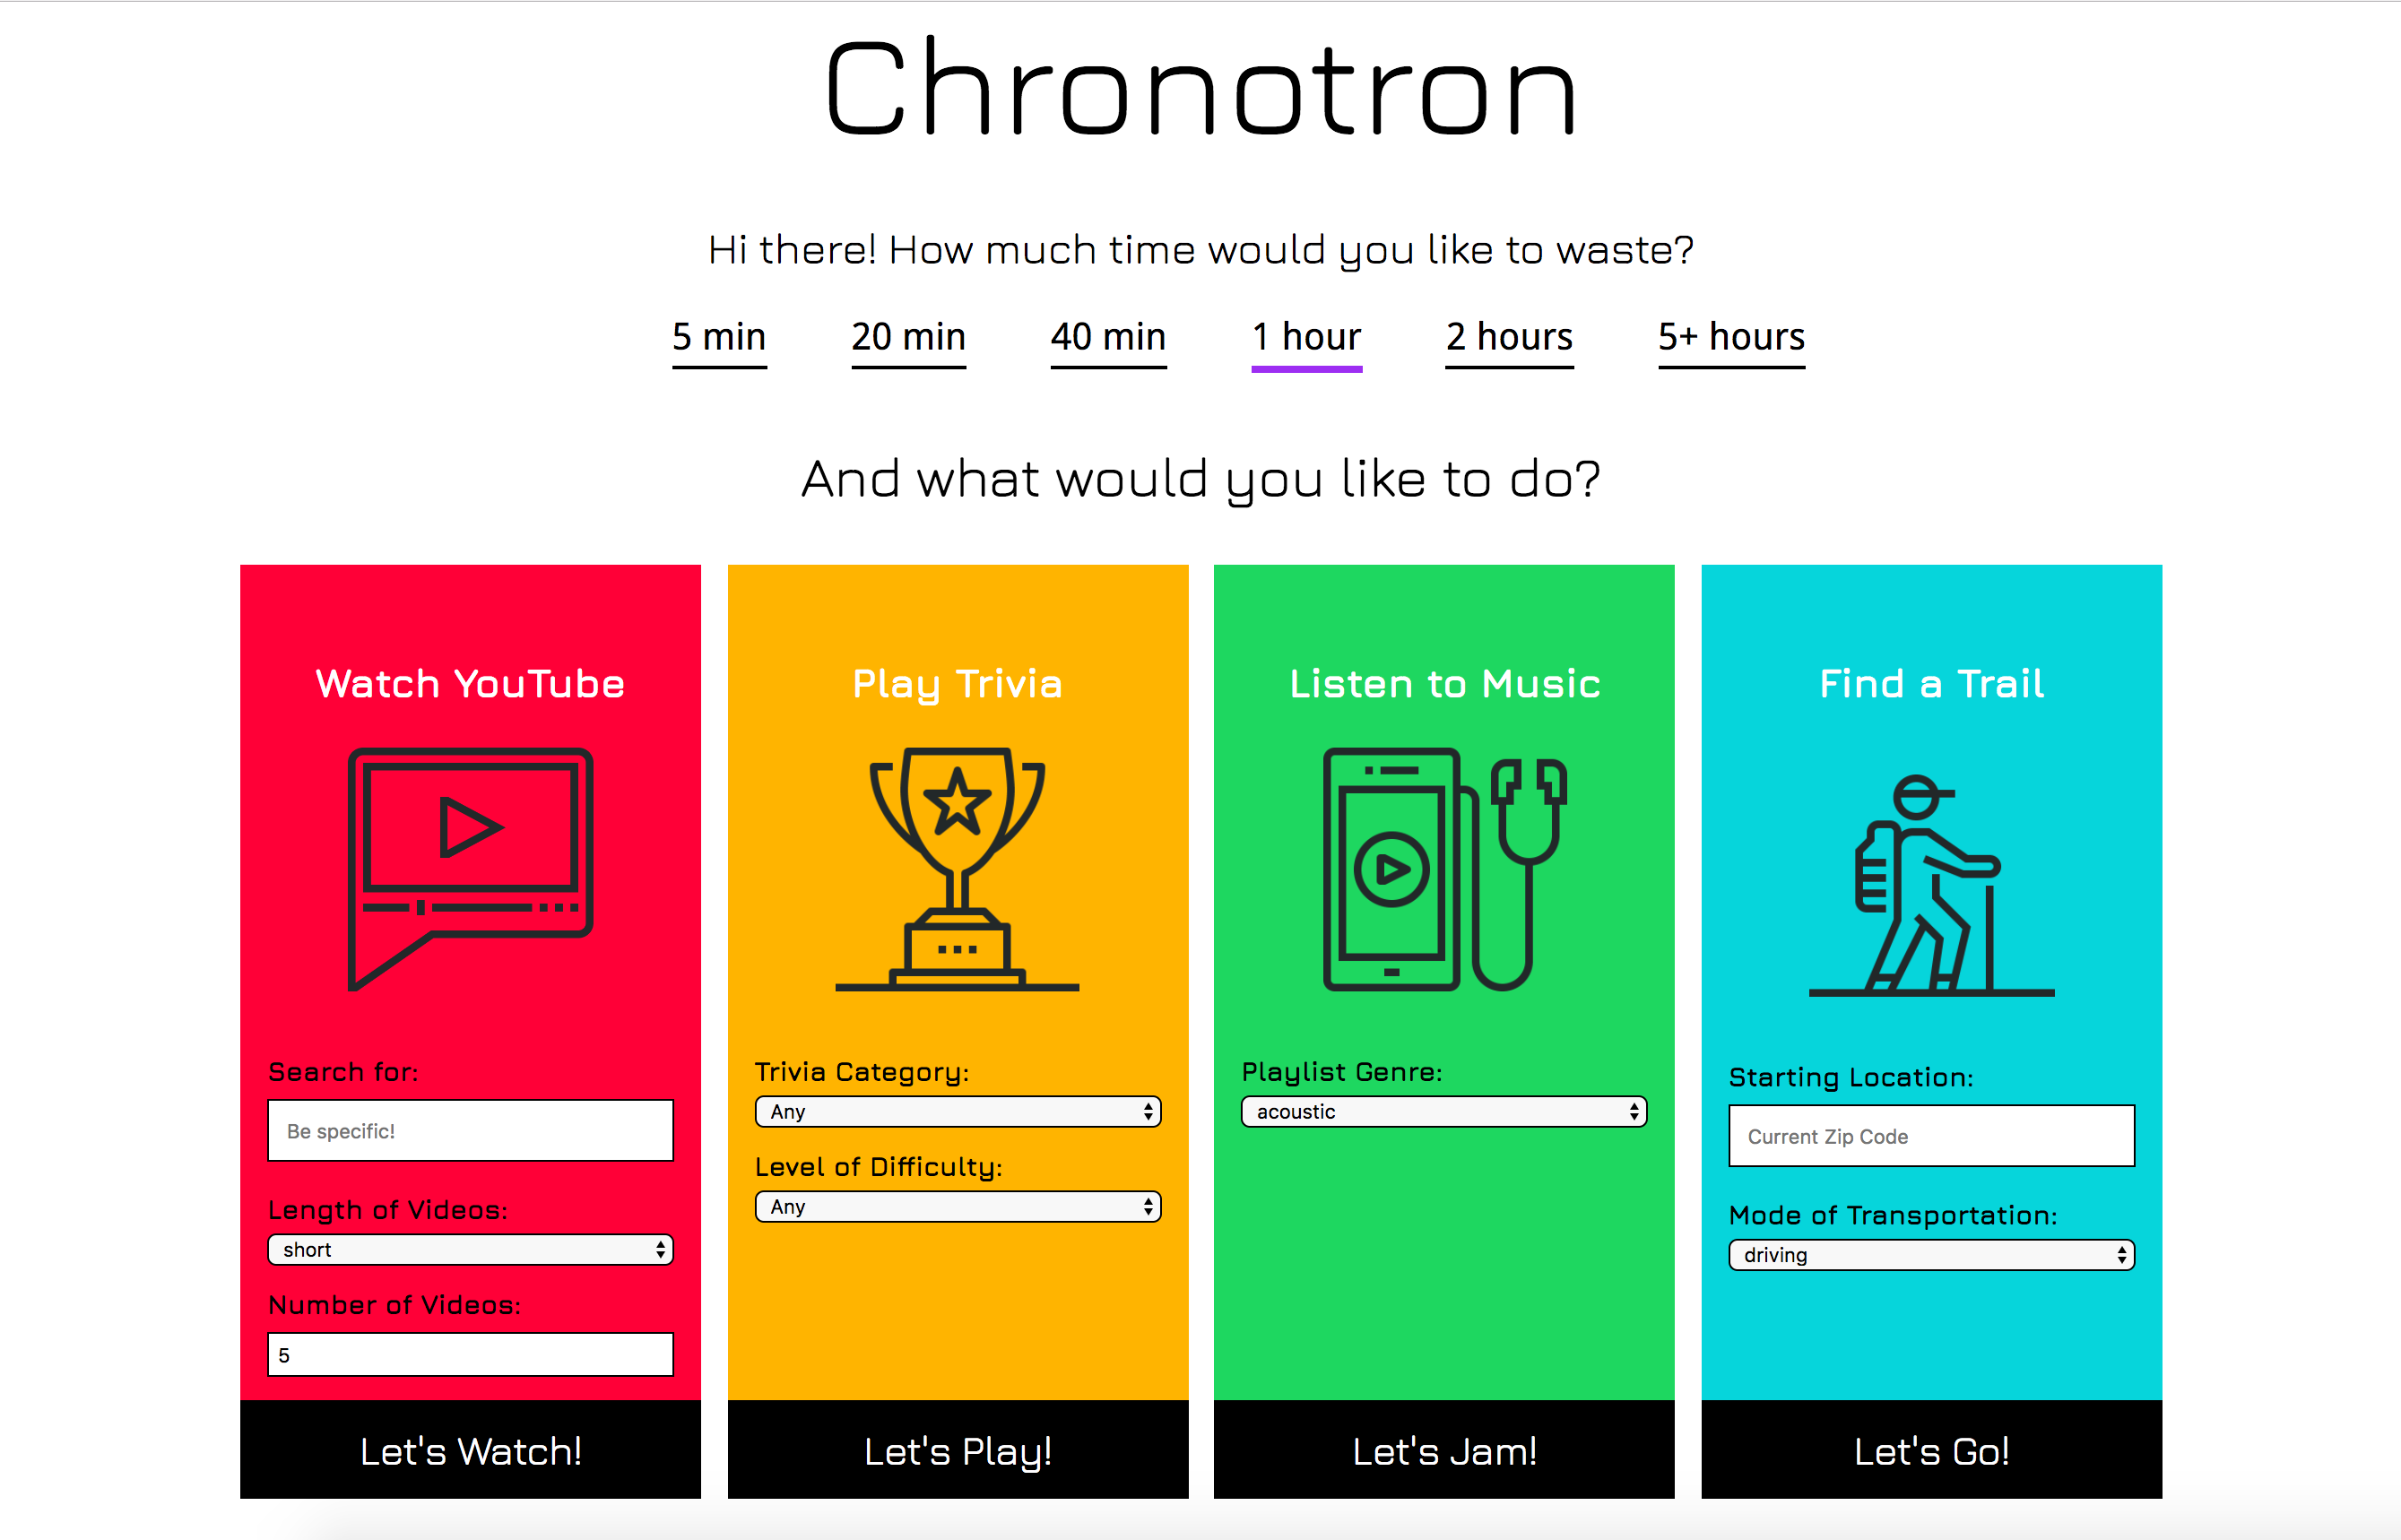 Chronotron
Hi there! How much time would you like to waste?
5 min 20 min 40 min 1 hour 2 hours 5+ hours
And what would you like to do?
Watch YouTube
Search for:
Be specific!
Length of Videos:
short
Number of Videos:
5
Let's Watch!
Play Trivia
Trivia Category:
Any
Level of Difficulty:
Any
Let's Play!
Listen to Music
Playlist Genre:
acoustic
Let's Jam!
Find a Trail
Starting Location:
Current Zip Code
Mode of Transportation:
driving
Let's Go!